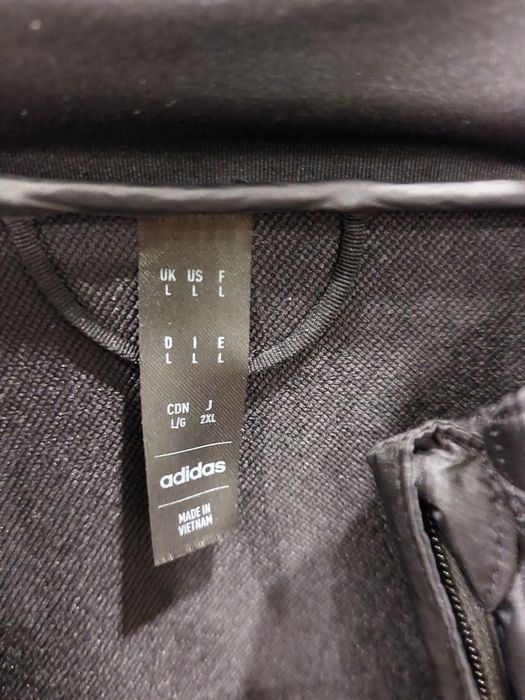 UK US F
L L L
D I E
L L L
CDN J
L/G 2XL
adidas
MADE IN
VIETNAM